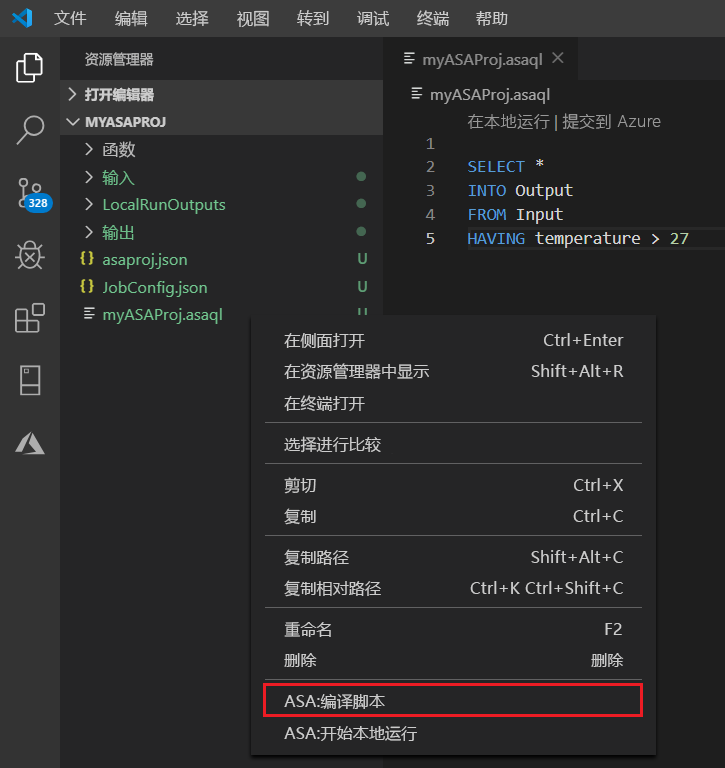 文件 编辑 选择 视图 转到 调试 终端 帮助
资源管理器
打开编辑器
MYASAPROJ
函数
输入
LocalRunOutputs
输出
asaproj.json U
JobConfig.json U
myASAProj.asaql U
328
myASAProj.asaql
myASAProj.asaql
在本地运行 | 提交到 Azure
1
2 SELECT *
3 INTO Output
4 FROM Input
5 HAVING temperature > 27
在侧面打开 Ctrl+Enter
在资源管理器中显示 Shift+Alt+R
在终端打开
选择进行比较
剪切 Ctrl+X
复制 Ctrl+C
复制路径 Shift+Alt+C
复制相对路径 Ctrl+K Ctrl+Shift+C
重命名 F2
删除 删除
ASA:编译脚本
ASA:开始本地运行